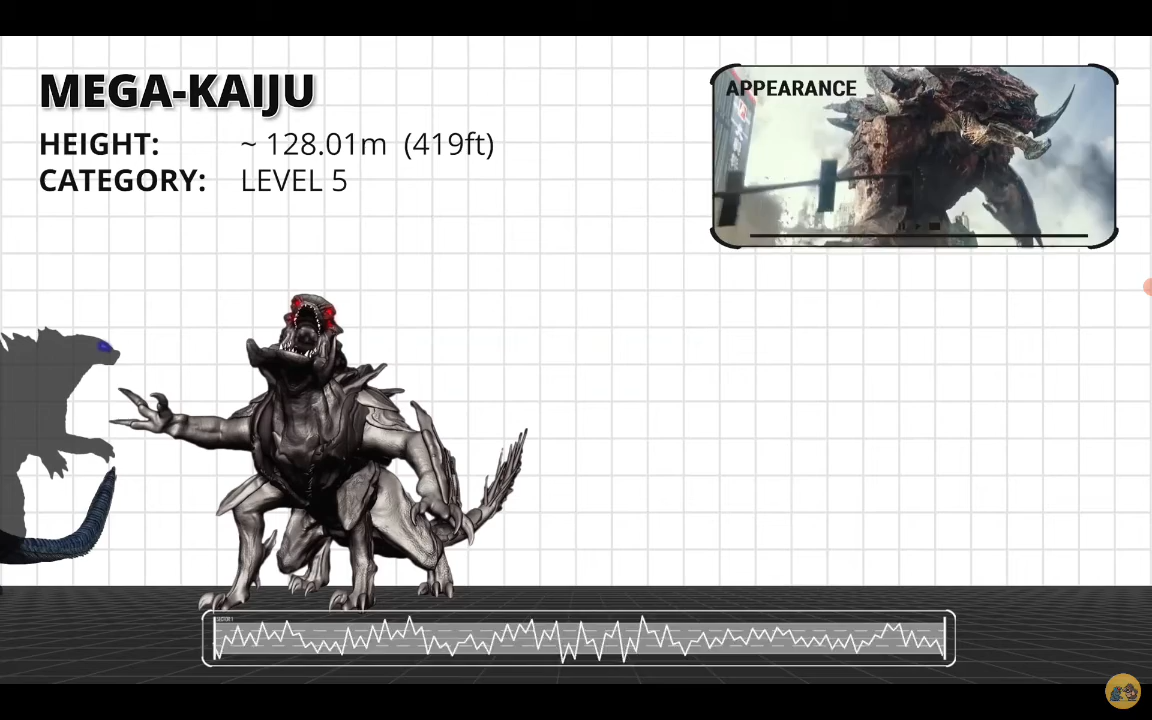 MEGA-KAIJU
HEIGHT: ~ 128.01m (419ft)
CATEGORY: LEVEL 5
APPEARANCE